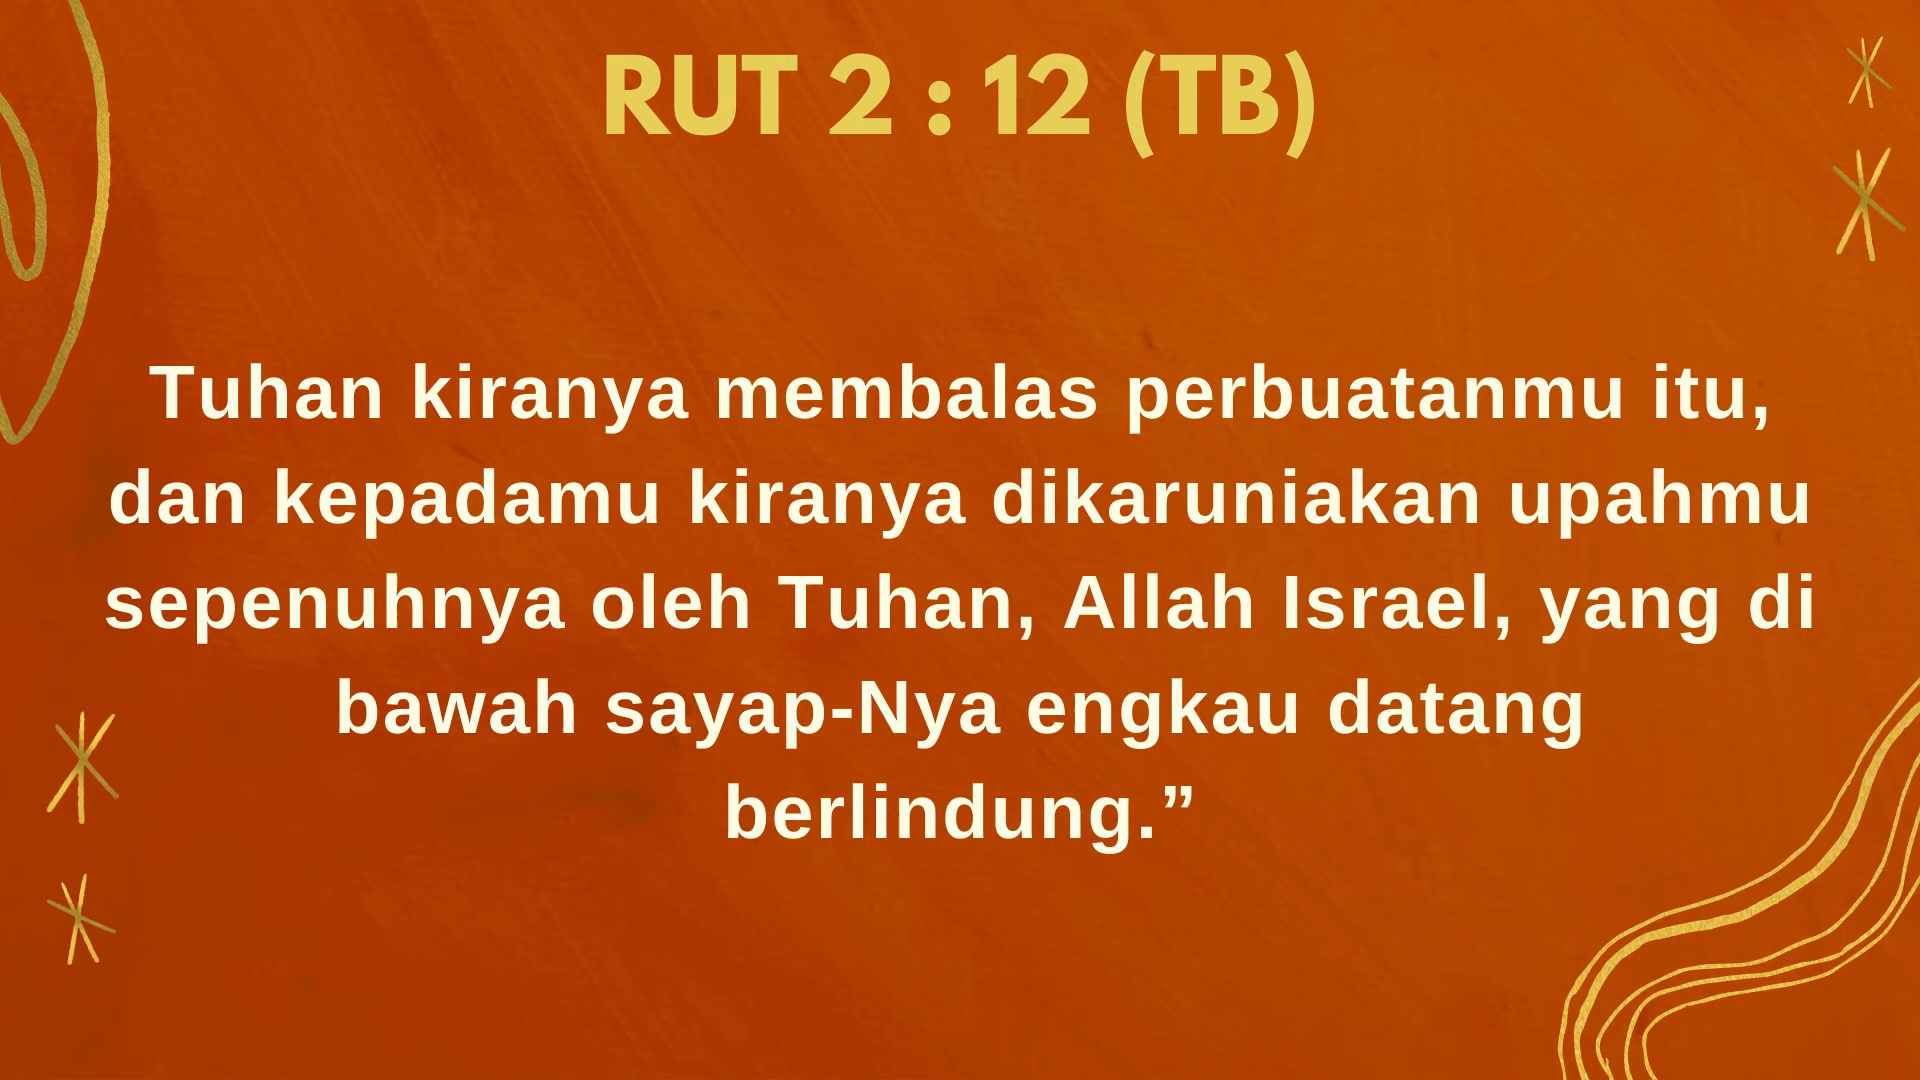 RUT 2 : 12 (TB)
Tuhan kiranya membalas perbuatanmu itu,
dan kepadamu kiranya dikaruniakan upahmu
sepenuhnya oleh Tuhan, Allah Israel, yang di
bawah sayap-Nya engkau datang
berlindung.”